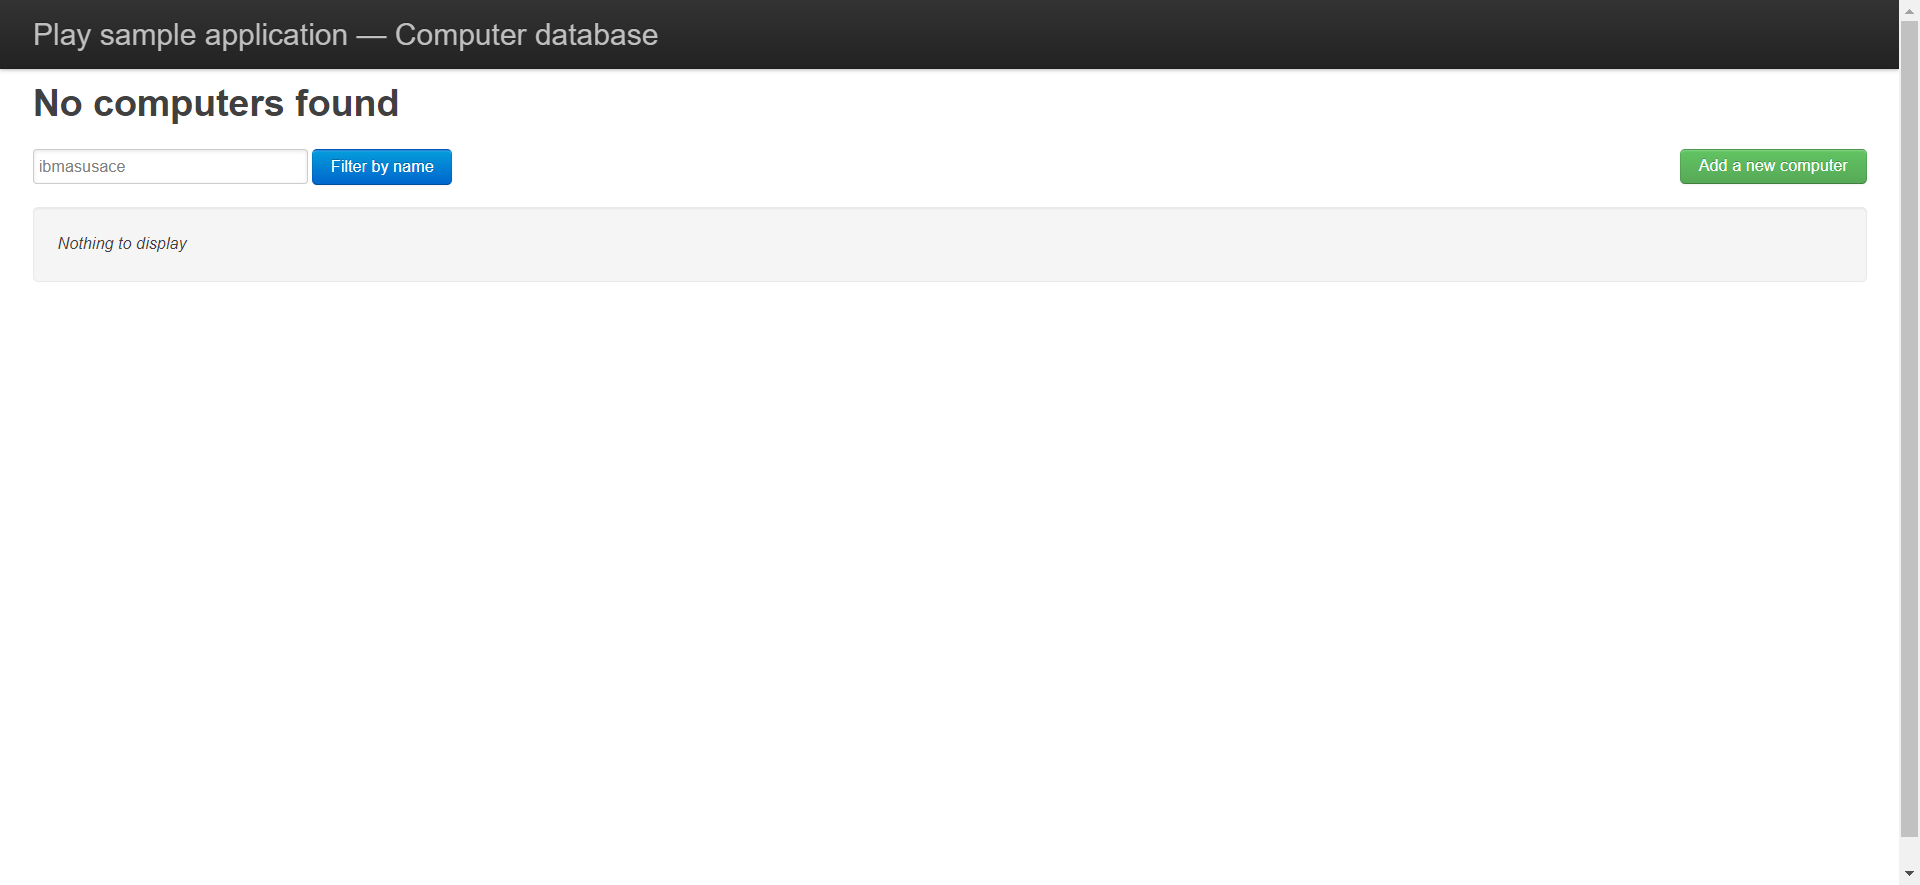 Play sample application — Computer database
No computers found
ibmasusace
Filter by name
Add a new computer
Nothing to display